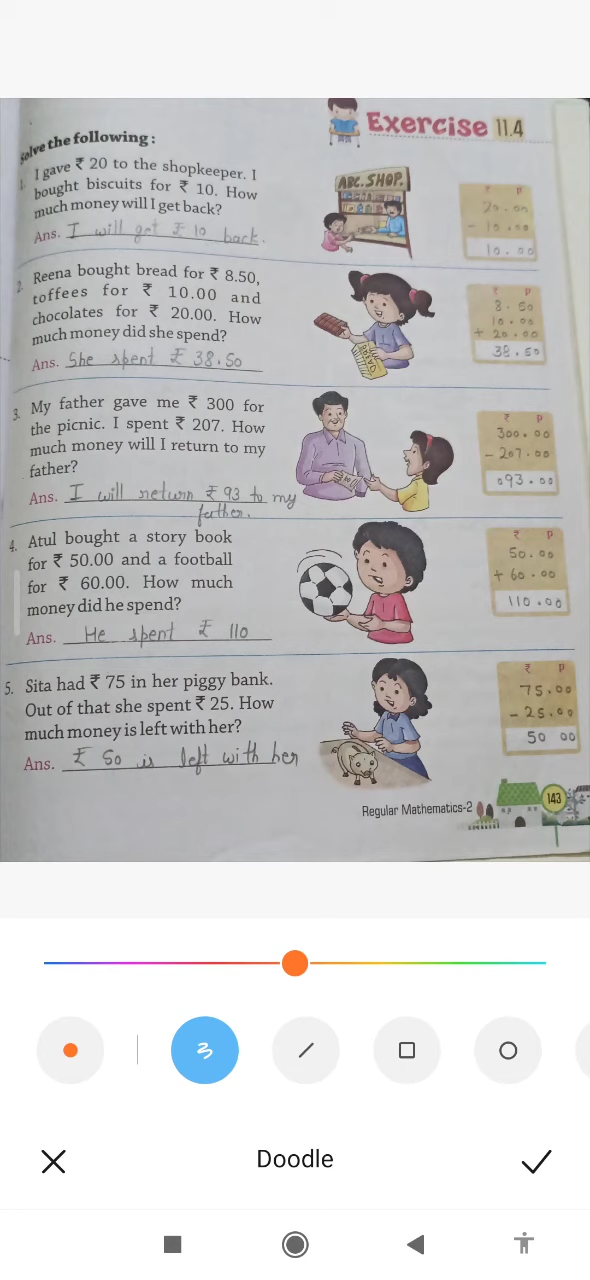 Exercise 11.4
Solve the following :
1. I gave ₹ 20 to the shopkeeper. I
bought biscuits for ₹ 10. How
much money will I get back?
Ans. I will get ₹ 10 back.
ABC. SHOP.
₹ P
20.00
- 10.00
10.00
2. Reena bought bread for ₹ 8.50,
toffees for ₹ 10.00 and
chocolates for ₹ 20.00. How
much money did she spend?
Ans. She spent ₹ 38.50
₹ P
8.50
10.00
+ 20.00
38.50
3. My father gave me ₹ 300 for
the picnic. I spent ₹ 207. How
much money will I return to my
father?
Ans. I will return ₹ 93 to my
father.
₹ P
300.00
- 207.00
093.00
4. Atul bought a story book
for ₹ 50.00 and a football
for ₹ 60.00. How much
money did he spend?
Ans. He spent ₹ 110
₹ P
50.00
+ 60.00
110.00
5. Sita had ₹ 75 in her piggy bank.
Out of that she spent ₹ 25. How
much money is left with her?
Ans. ₹ 50 is left with her
₹ P
75.00
- 25.00
50 00
Regular Mathematics-2
143
Doodle